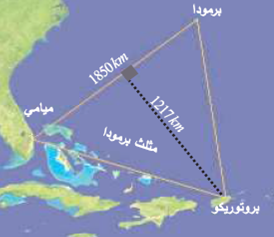 برمودا
1850 km
ميامي
1217 km
مثلث برمودا
بروتوريكو